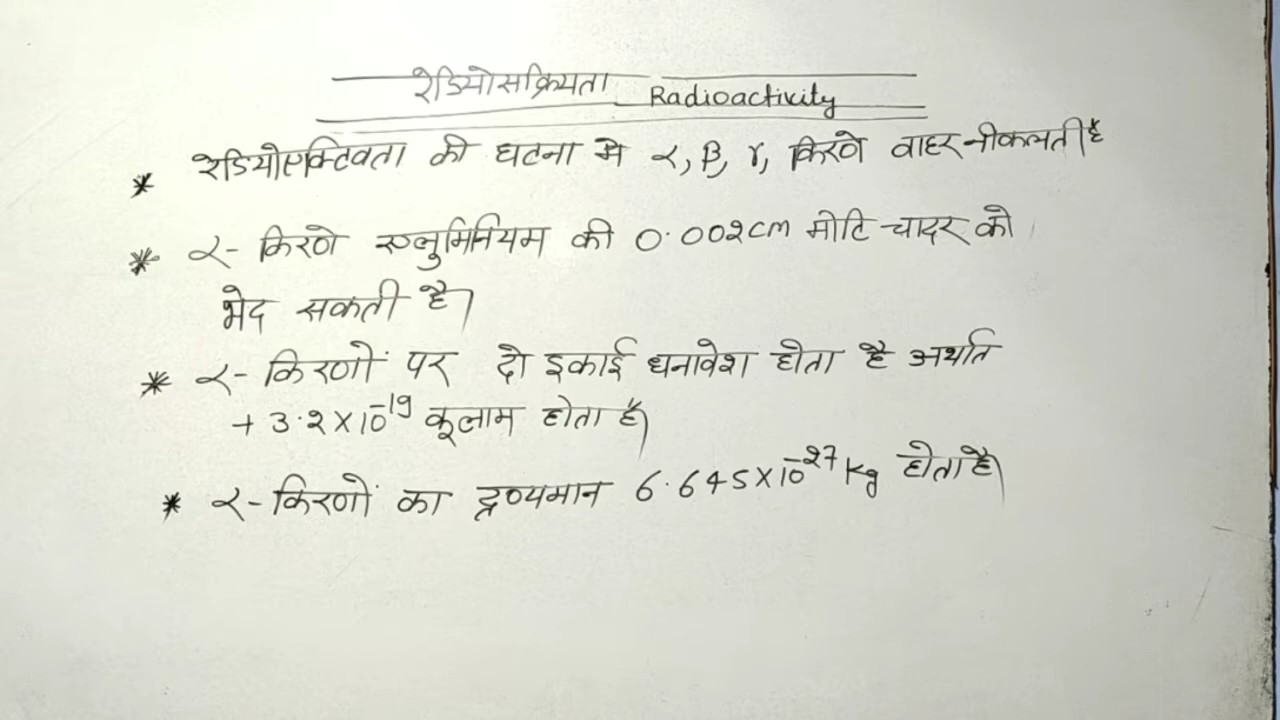 रेडियोसक्रियता Radioactivity
* रेडियोएक्टिवता की घटना मे α, β, γ, किरणे वाहर नीकलती है
* α- किरणे एलुमिनियम की 0.002cm मोटि चादर को
भेद सकती है।
* α- किरणों पर दो इकाई धनावेश होता है अर्थात
+ 3.2 × 10⁻¹⁹ कूलाम होता है।
* α- किरणों का द्रव्यमान 6.645×10⁻²⁷ kg होता है।